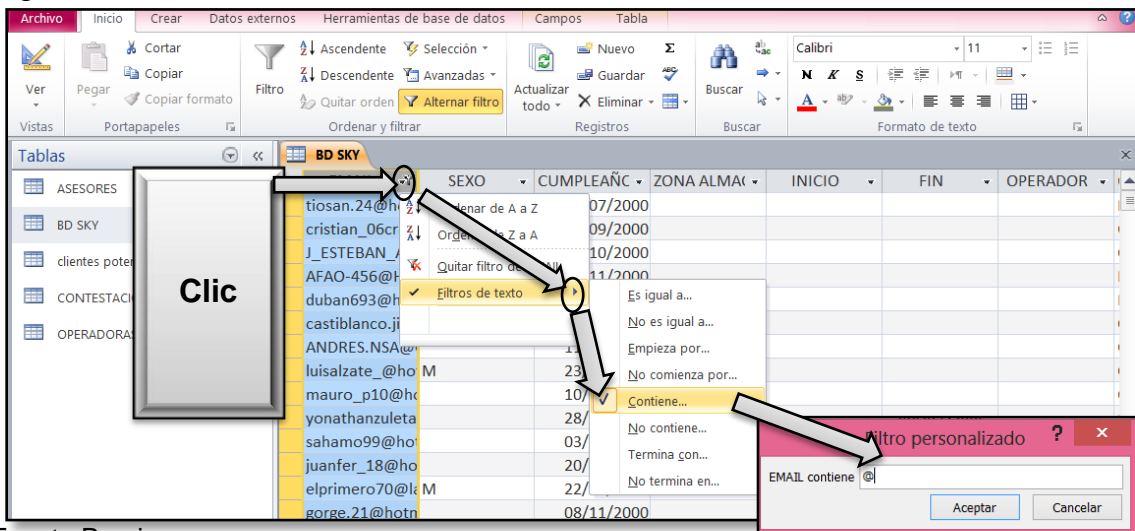 Archivo Inicio Crear Datos externos Herramientas de base de datos Campos Tabla
Ver
Pegar
Cortar
Copiar
Copiar formato
Filtro
Ascendente
Descendente
Quitar orden
Selección
Avanzadas
Alternar filtro
Actualizar
todo
Nuevo
Guardar
Eliminar
Σ
Buscar
Calibri 11
N K S
A
Vistas Portapapeles Ordenar y filtrar Registros Buscar Formato de texto
Tablas
ASESORES
BD SKY
clientes poten
CONTESTACI
OPERADORAS
Clic
BD SKY
SEXO CUMPLEAÑC ZONA ALMAC INICIO FIN OPERADOR
tiosan.24@h 07/2000
cristian_06cr 09/2000
J_ESTEBAN_A 10/2000
AFAO-456@H 11/2000
duban693@h
castiblanco.ji
ANDRES.NSA@
luisalzate_@ho M 23
mauro_p10@ho 10/
yonathanzuleta 28/
sahamo99@hot 03/
juanfer_18@ho 20/
elprimero70@la M 22/
gorge.21@hotn 08/11/2000
Ordenar de A a Z
Ordenar de Z a A
Quitar filtro de
Filtros de texto
Es igual a...
No es igual a...
Empieza por...
No comienza por...
Contiene...
No contiene...
Termina con...
No termina en...
Filtro personalizado ? ×
EMAIL contiene @
Aceptar Cancelar